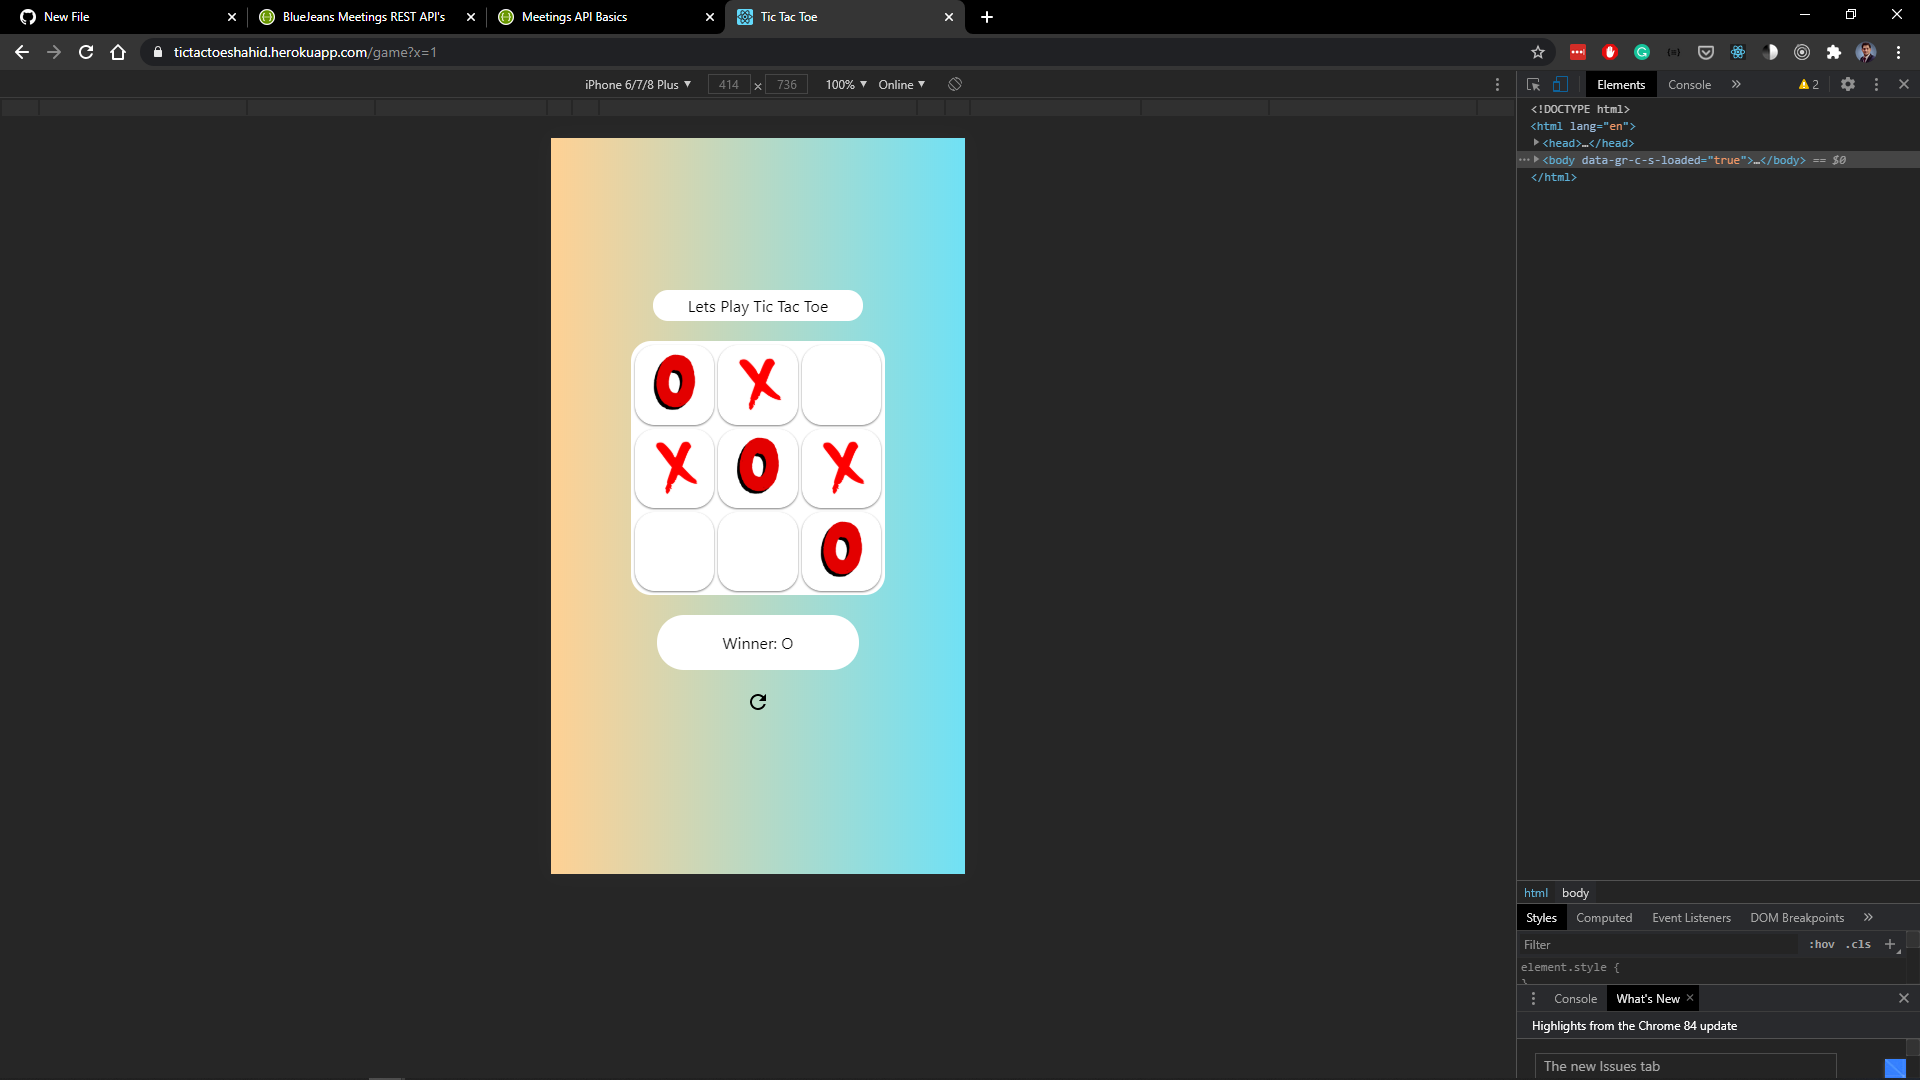 New File
BlueJeans Meetings REST API's
Meetings API Basics
Tic Tac Toe
tictactoeshahid.herokuapp.com/game?x=1
iPhone 6/7/8 Plus ▼ 414 × 736 100% ▼ Online ▼
Elements Console » 2
<!DOCTYPE html>
<html lang="en">
<head>…</head>
<body data-gr-c-s-loaded="true">…</body> == $0
</html>
Lets Play Tic Tac Toe
O X
X O X
O
Winner: O
html body
Styles Computed Event Listeners DOM Breakpoints »
Filter :hov .cls +
element.style {
}
Console What's New ×
Highlights from the Chrome 84 update
The new Issues tab